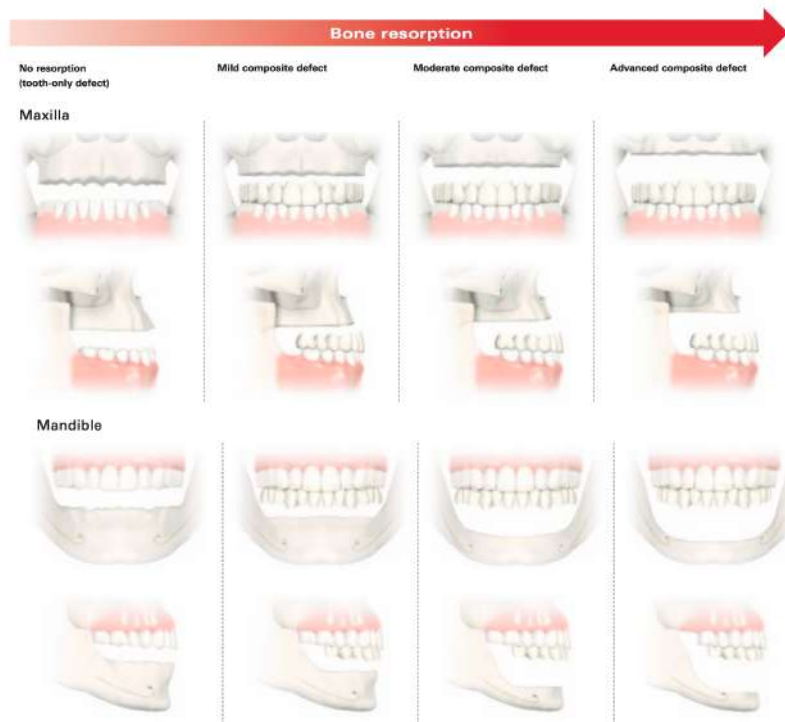 Bone resorption
No resorption
(tooth-only defect)
Mild composite defect
Moderate composite defect
Advanced composite defect
Maxilla
Mandible